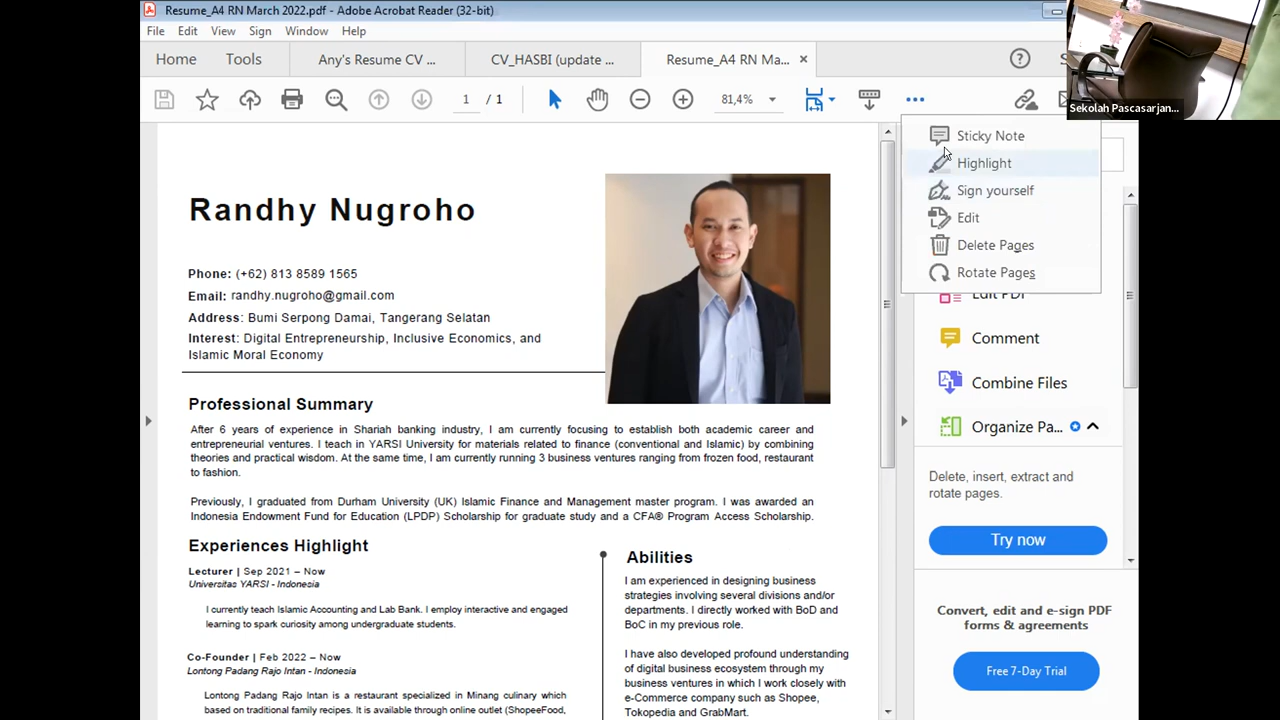 Resume_A4 RN March 2022.pdf - Adobe Acrobat Reader (32-bit)
File Edit View Sign Window Help
Home Tools Any's Resume CV ... CV_HASBI (update ... Resume_A4 RN Ma... ×
1 / 1 81,4%
Sekolah Pascasarjan...
Sticky Note
Highlight
Sign yourself
Edit
Delete Pages
Rotate Pages
Edit PDF
Comment
Combine Files
Organize Pa...
Delete, insert, extract and
rotate pages.
Try now
Convert, edit and e-sign PDF
forms & agreements
Free 7-Day Trial
Randhy Nugroho
Phone: (+62) 813 8589 1565
Email: randhy.nugroho@gmail.com
Address: Bumi Serpong Damai, Tangerang Selatan
Interest: Digital Entrepreneurship, Inclusive Economics, and
Islamic Moral Economy
Professional Summary
After 6 years of experience in Shariah banking industry, I am currently focusing to establish both academic career and
entrepreneurial ventures. I teach in YARSI University for materials related to finance (conventional and Islamic) by combining
theories and practical wisdom. At the same time, I am currently running 3 business ventures ranging from frozen food, restaurant
to fashion.
Previously, I graduated from Durham University (UK) Islamic Finance and Management master program. I was awarded an
Indonesia Endowment Fund for Education (LPDP) Scholarship for graduate study and a CFA® Program Access Scholarship.
Experiences Highlight
Lecturer | Sep 2021 – Now
Universitas YARSI - Indonesia
I currently teach Islamic Accounting and Lab Bank. I employ interactive and engaged
learning to spark curiosity among undergraduate students.
Co-Founder | Feb 2022 – Now
Lontong Padang Rajo Intan - Indonesia
Lontong Padang Rajo Intan is a restaurant specialized in Minang culinary which
based on traditional family recipes. It is available through online outlet (ShopeeFood,
Abilities
I am experienced in designing business
strategies involving several divisions and/or
departments. I directly worked with BoD and
BoC in my previous role.
I have also developed profound understanding
of digital business ecosystem through my
business ventures in which I work closely with
e-Commerce company such as Shopee,
Tokopedia and GrabMart.